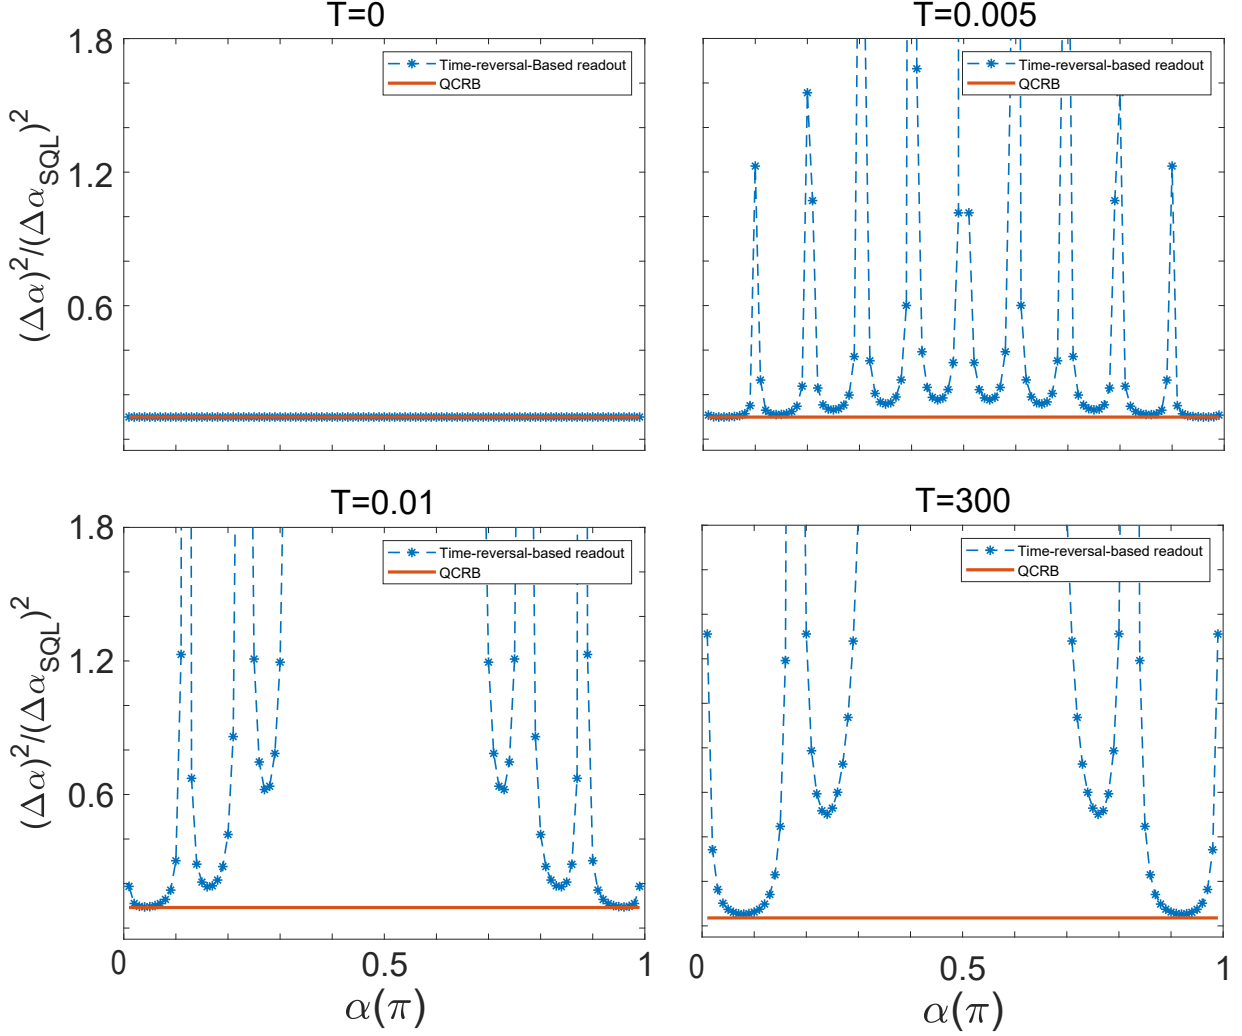 T=0
T=0.005
1.8
1.2
0.6
(Δα)²/(Δα_SQL)²
Time-reversal-Based readout
QCRB
Time-reversal-Based readout
QCRB
T=0.01
T=300
1.8
1.2
0.6
(Δα)²/(Δα_SQL)²
Time-reversal-based readout
QCRB
Time-reversal-based readout
QCRB
0 0.5 1
α(π)
0 0.5 1
α(π)